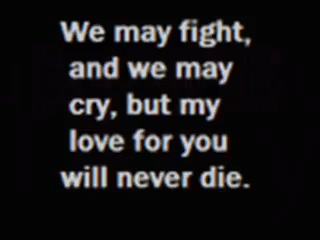 We may fight,
and we may
cry, but my
love for you
will never die.